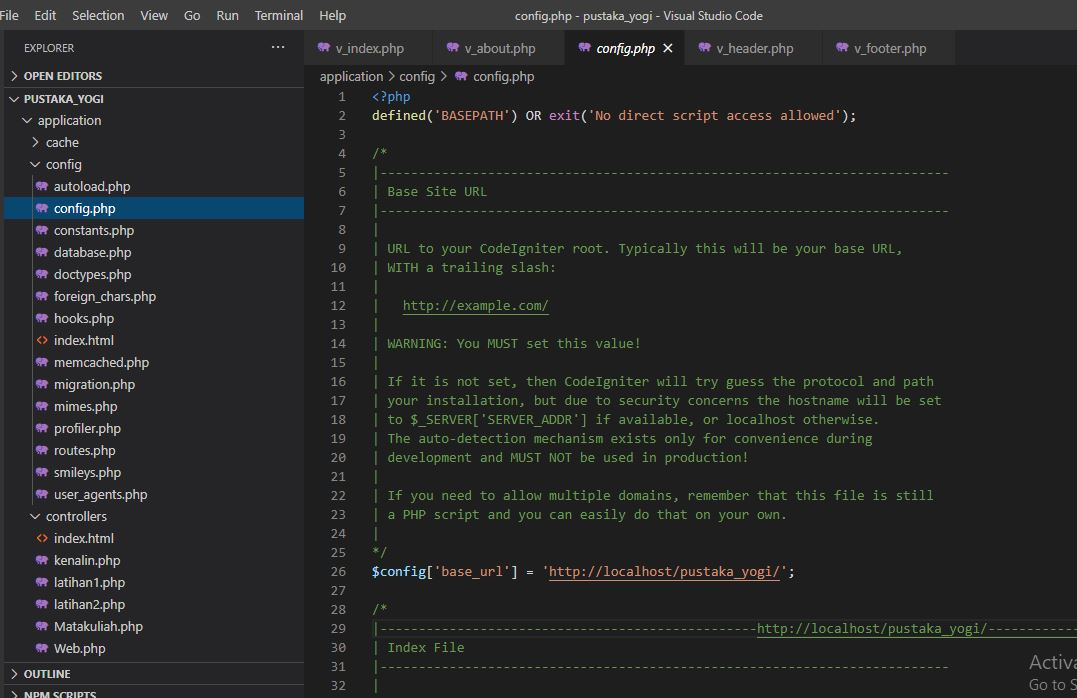 File Edit Selection View Go Run Terminal Help config.php - pustaka_yogi - Visual Studio Code
EXPLORER ···
OPEN EDITORS
PUSTAKA_YOGI
application
cache
config
autoload.php
config.php
constants.php
database.php
doctypes.php
foreign_chars.php
hooks.php
index.html
memcached.php
migration.php
mimes.php
profiler.php
routes.php
smileys.php
user_agents.php
controllers
index.html
kenalin.php
latihan1.php
latihan2.php
Matakuliah.php
Web.php
OUTLINE
NPM SCRIPTS
v_index.php v_about.php config.php v_header.php v_footer.php
application > config > config.php
1 <?php
2 defined('BASEPATH') OR exit('No direct script access allowed');
3
4 /*
5 |--------------------------------------------------------------------------
6 | Base Site URL
7 |--------------------------------------------------------------------------
8 |
9 | URL to your CodeIgniter root. Typically this will be your base URL,
10 | WITH a trailing slash:
11 |
12 | http://example.com/
13 |
14 | WARNING: You MUST set this value!
15 |
16 | If it is not set, then CodeIgniter will try guess the protocol and path
17 | your installation, but due to security concerns the hostname will be set
18 | to $_SERVER['SERVER_ADDR'] if available, or localhost otherwise.
19 | The auto-detection mechanism exists only for convenience during
20 | development and MUST NOT be used in production!
21 |
22 | If you need to allow multiple domains, remember that this file is still
23 | a PHP script and you can easily do that on your own.
24 |
25 */
26 $config['base_url'] = 'http://localhost/pustaka_yogi/';
27
28 /*
29 |-------------------------------------------------http://localhost/pustaka_yogi/------------
30 | Index File
31 |--------------------------------------------------------------------------
32 |
Activa
Go to S